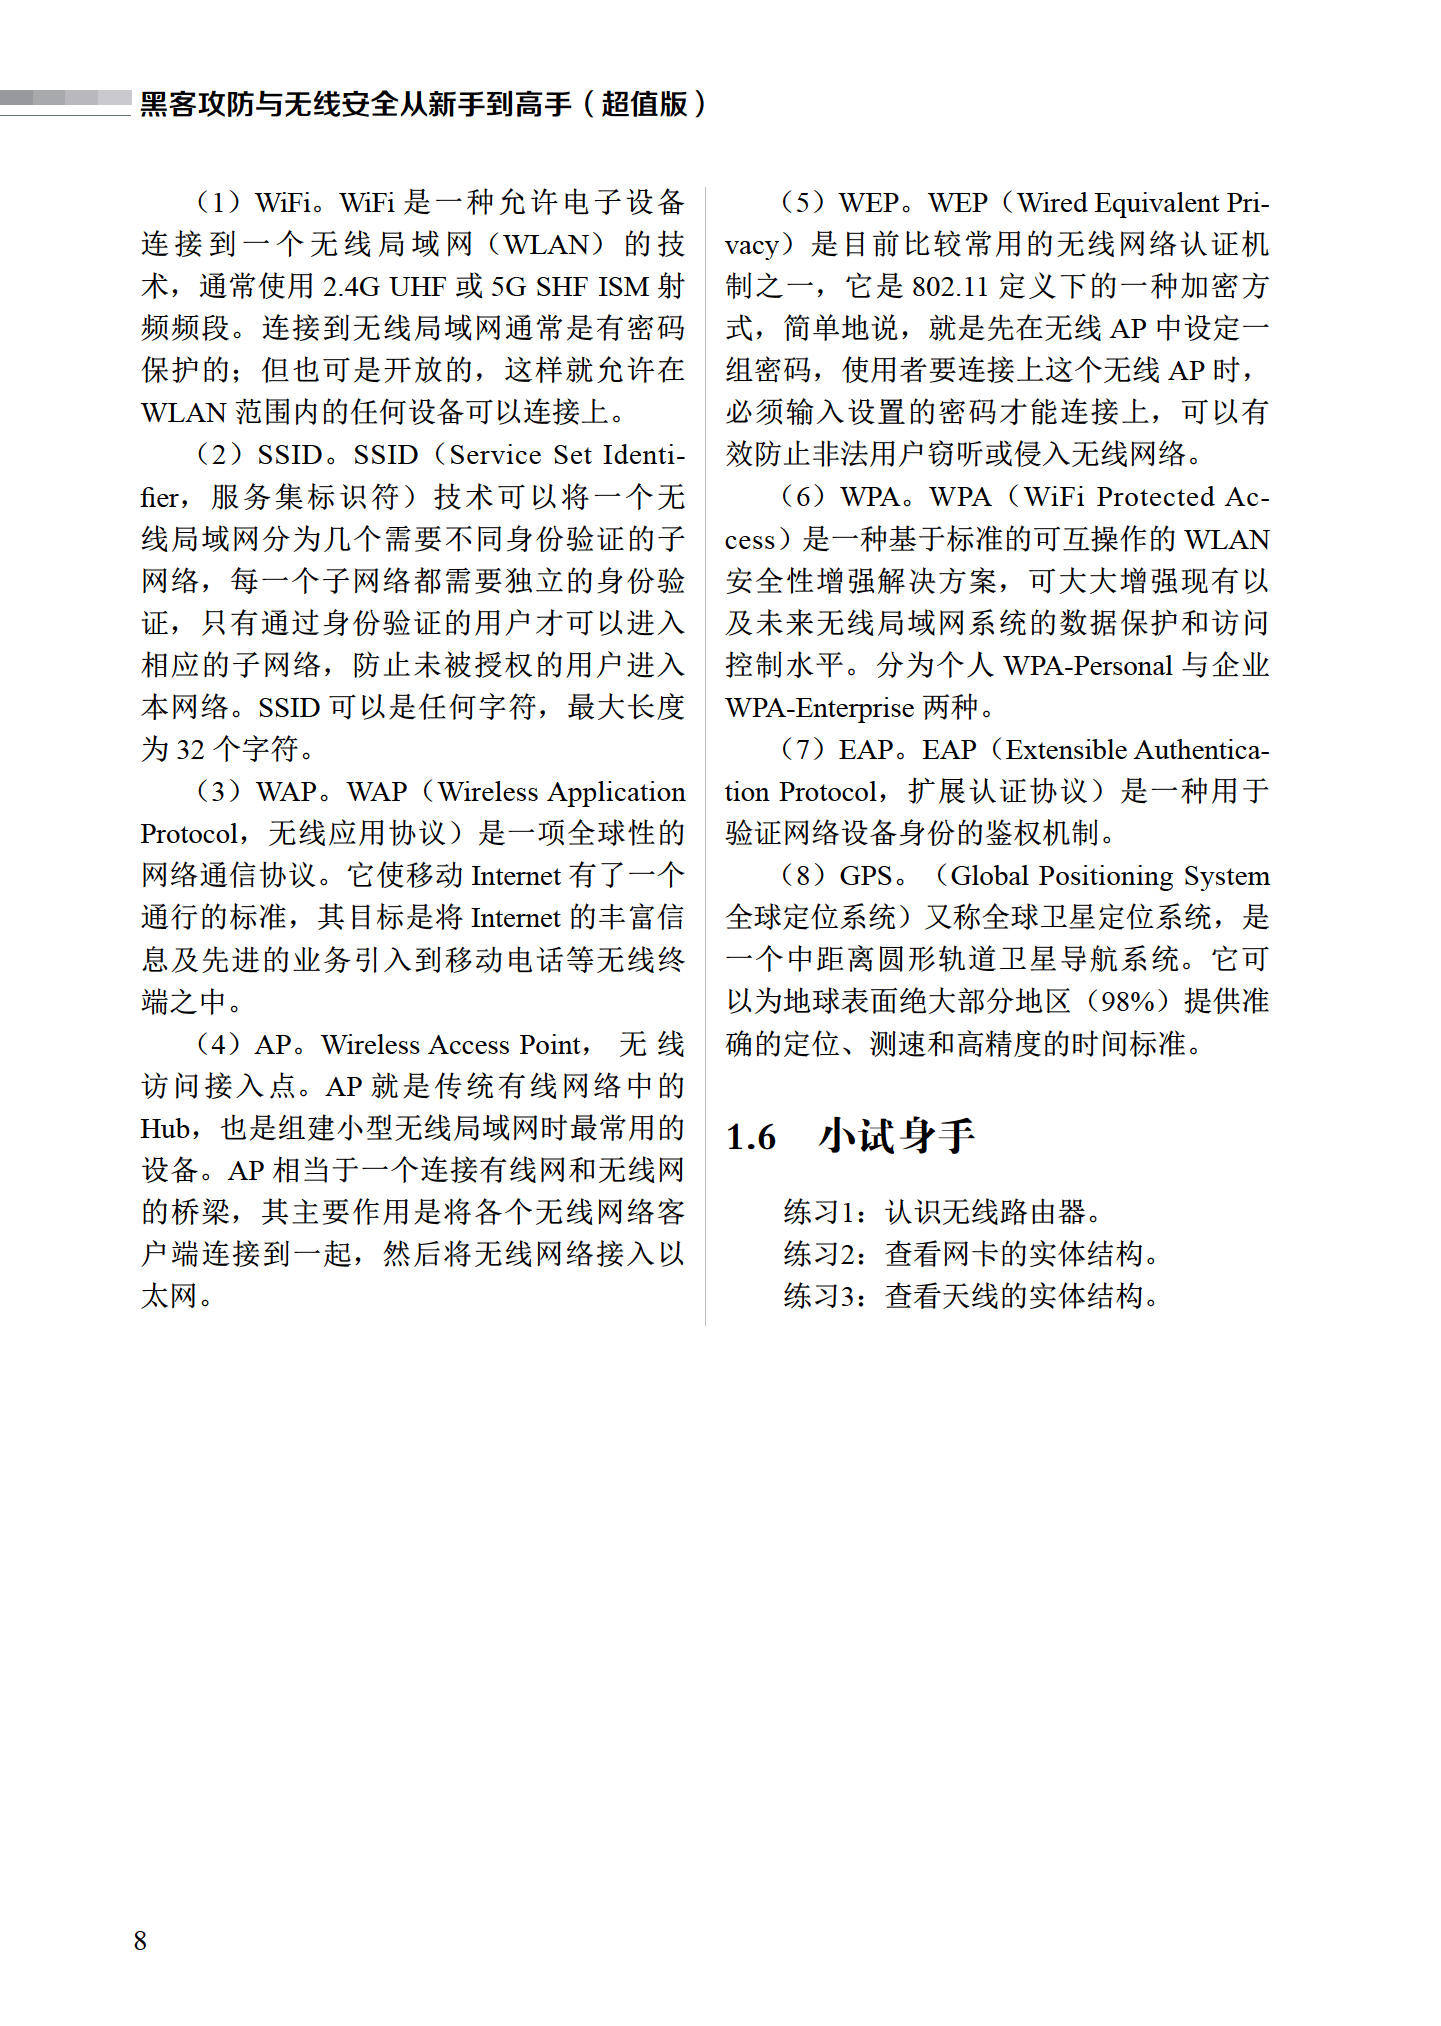 黑客攻防与无线安全从新手到高手（超值版）
（1）WiFi。WiFi 是一种允许电子设备
连接到一个无线局域网（WLAN）的技
术，通常使用 2.4G UHF 或 5G SHF ISM 射
频频段。连接到无线局域网通常是有密码
保护的；但也可是开放的，这样就允许在
WLAN 范围内的任何设备可以连接上。
（2）SSID。SSID（Service Set Identi-
fier，服务集标识符）技术可以将一个无
线局域网分为几个需要不同身份验证的子
网络，每一个子网络都需要独立的身份验
证，只有通过身份验证的用户才可以进入
相应的子网络，防止未被授权的用户进入
本网络。SSID 可以是任何字符，最大长度
为 32 个字符。
（3）WAP。WAP（Wireless Application
Protocol，无线应用协议）是一项全球性的
网络通信协议。它使移动 Internet 有了一个
通行的标准，其目标是将 Internet 的丰富信
息及先进的业务引入到移动电话等无线终
端之中。
（4）AP。Wireless Access Point， 无线
访问接入点。AP 就是传统有线网络中的
Hub，也是组建小型无线局域网时最常用的
设备。AP 相当于一个连接有线网和无线网
的桥梁，其主要作用是将各个无线网络客
户端连接到一起，然后将无线网络接入以
太网。
（5）WEP。WEP（Wired Equivalent Pri-
vacy）是目前比较常用的无线网络认证机
制之一，它是 802.11 定义下的一种加密方
式，简单地说，就是先在无线 AP 中设定一
组密码，使用者要连接上这个无线 AP 时，
必须输入设置的密码才能连接上，可以有
效防止非法用户窃听或侵入无线网络。
（6）WPA。WPA（WiFi Protected Ac-
cess）是一种基于标准的可互操作的 WLAN
安全性增强解决方案，可大大增强现有以
及未来无线局域网系统的数据保护和访问
控制水平。分为个人 WPA-Personal 与企业
WPA-Enterprise 两种。
（7）EAP。EAP（Extensible Authentica-
tion Protocol，扩展认证协议）是一种用于
验证网络设备身份的鉴权机制。
（8）GPS。（Global Positioning System
全球定位系统）又称全球卫星定位系统，是
一个中距离圆形轨道卫星导航系统。它可
以为地球表面绝大部分地区（98%）提供准
确的定位、测速和高精度的时间标准。
1.6 小试身手
练习1：认识无线路由器。
练习2：查看网卡的实体结构。
练习3：查看天线的实体结构。
8